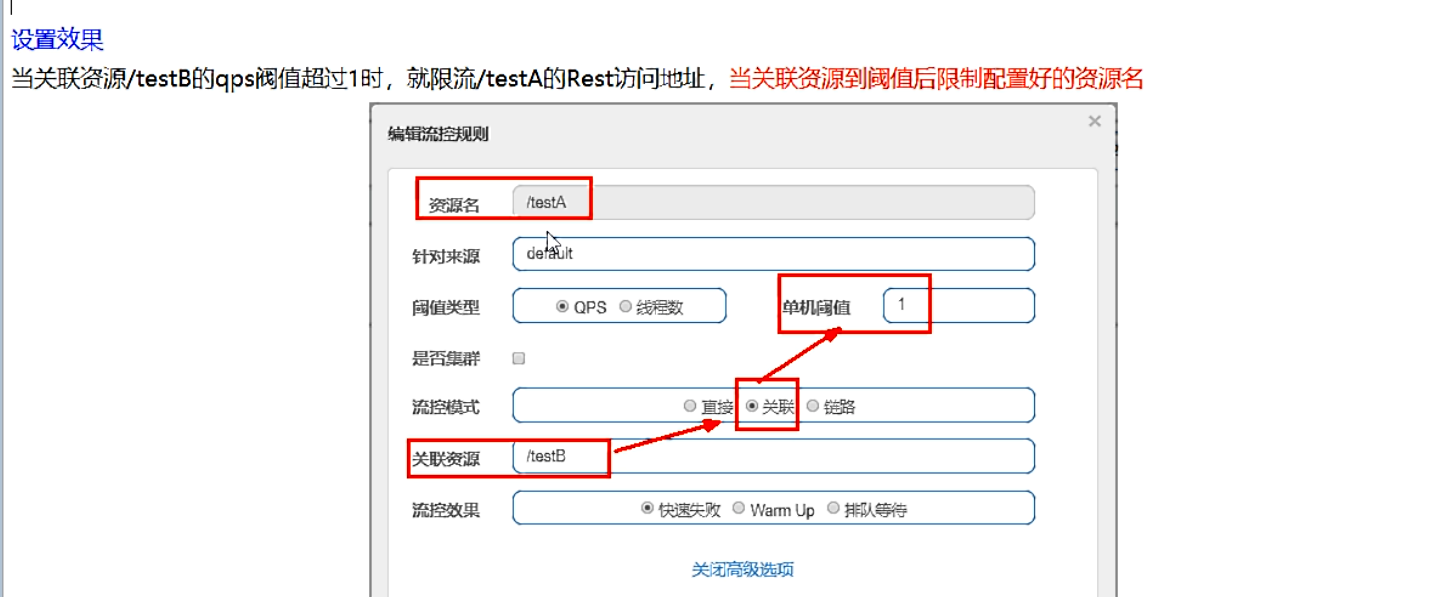 设置效果
当关联资源/testB的qps阀值超过1时，就限流/testA的Rest访问地址，当关联资源到阈值后限制配置好的资源名
编辑流控规则
×
资源名 /testA
针对来源 default
阈值类型 QPS 线程数 单机阈值 1
是否集群
流控模式 直接 关联 链路
关联资源 /testB
流控效果 快速失败 Warm Up 排队等待
关闭高级选项